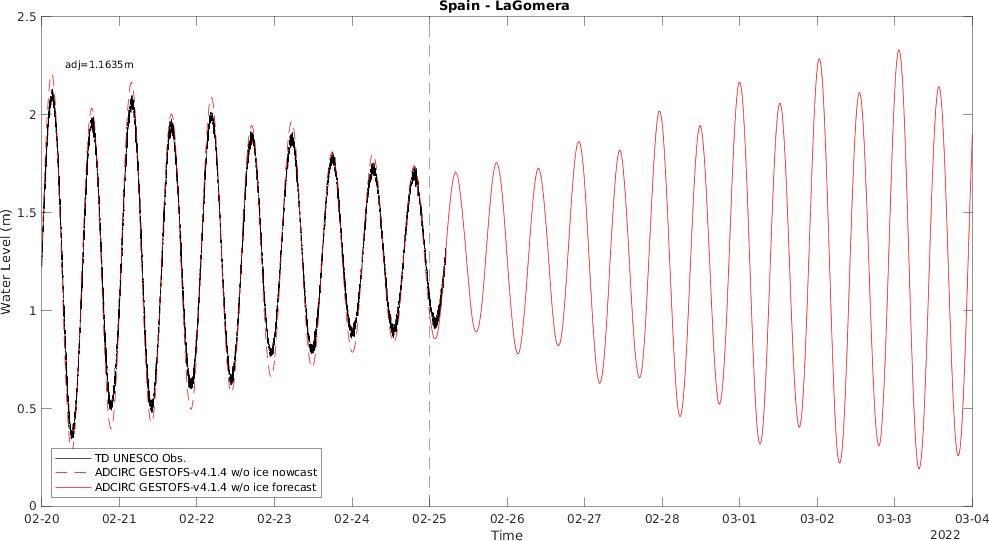 Spain - LaGomera
adj=1.1635m
2.5
2
1.5
1
0.5
0
Water Level (m)
TD UNESCO Obs.
ADCIRC GESTOFS-v4.1.4 w/o ice nowcast
ADCIRC GESTOFS-v4.1.4 w/o ice forecast
02-20 02-21 02-22 02-23 02-24 02-25 02-26 02-27 02-28 03-01 03-02 03-03 03-04
Time
2022